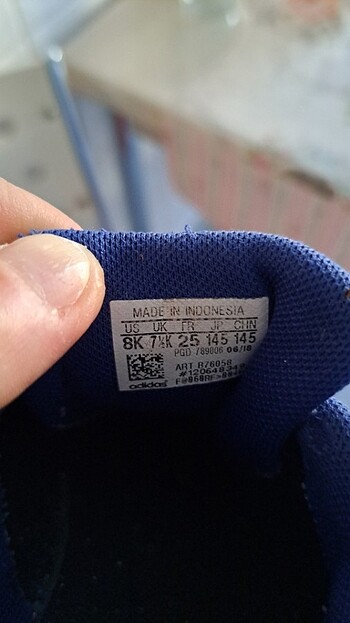 MADE IN INDONESIA
US UK FR JP CHN
8K 7½K 25 145 145
PGD 789006 06/18
ART B76058
adidas